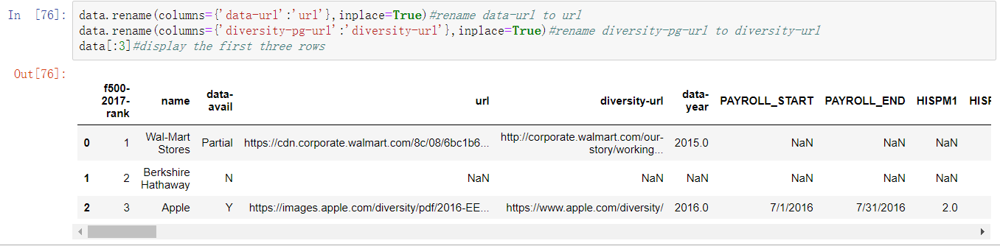 In [76]: data.rename(columns={'data-url':'url'},inplace=True)#rename data-url to url
data.rename(columns={'diversity-pg-url':'diversity-url'},inplace=True)#rename diversity-pg-url to diversity-url
data[:3]#display the first three rows
Out[76]:
f500-2017-rank name data-avail url diversity-url data-year PAYROLL_START PAYROLL_END HISPM1 HISF
0 1 Wal-Mart Stores Partial https://cdn.corporate.walmart.com/8c/08/6bc1b6... http://corporate.walmart.com/our-story/working... 2015.0 NaN NaN NaN
1 2 Berkshire Hathaway N NaN NaN NaN NaN NaN NaN
2 3 Apple Y https://images.apple.com/diversity/pdf/2016-EE... https://www.apple.com/diversity/ 2016.0 7/1/2016 7/31/2016 2.0